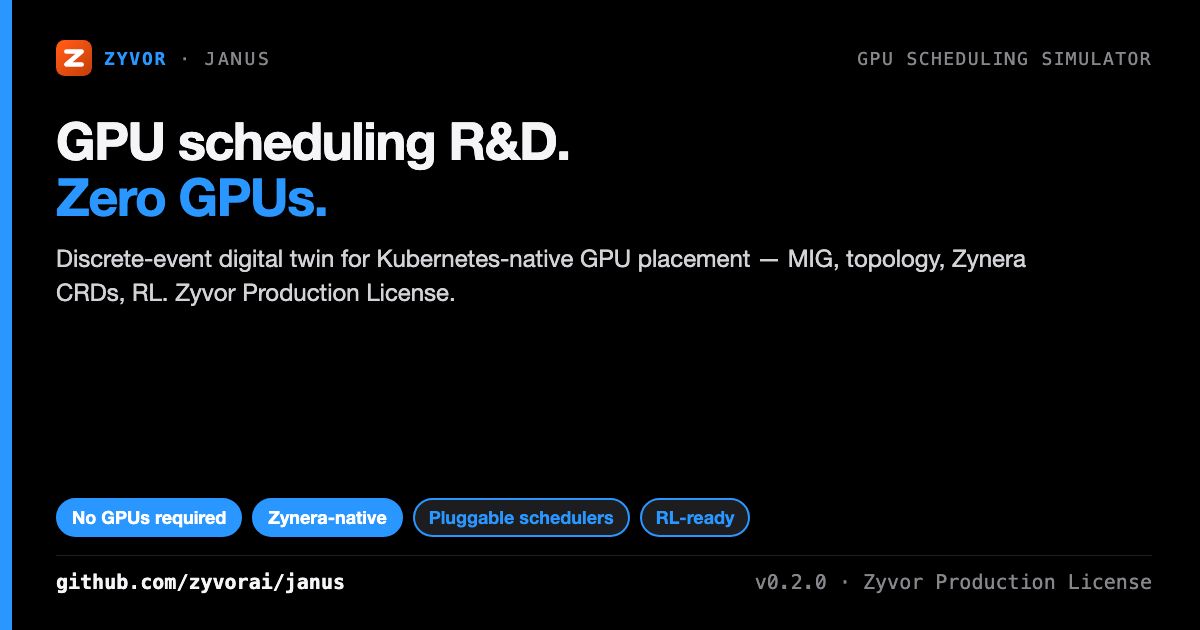 Z ZYVOR · JANUS
GPU SCHEDULING SIMULATOR
GPU scheduling R&D.
Zero GPUs.
Discrete-event digital twin for Kubernetes-native GPU placement — MIG, topology, Zynera
CRDs, RL. Zyvor Production License.
No GPUs required
Zynera-native
Pluggable schedulers
RL-ready
github.com/zyvorai/janus
v0.2.0 · Zyvor Production License